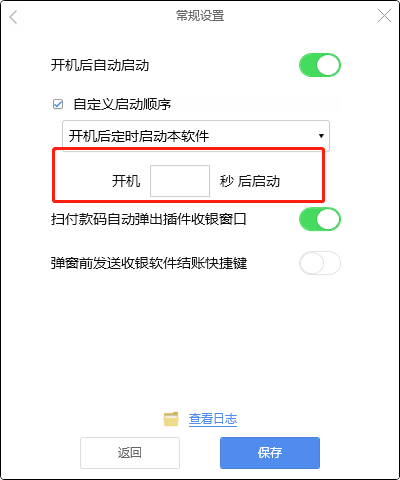 常规设置
开机后自动启动
自定义启动顺序
开机后定时启动本软件
开机 秒 后启动
扫付款码自动弹出插件收银窗口
弹窗前发送收银软件结账快捷键
查看日志
返回 保存